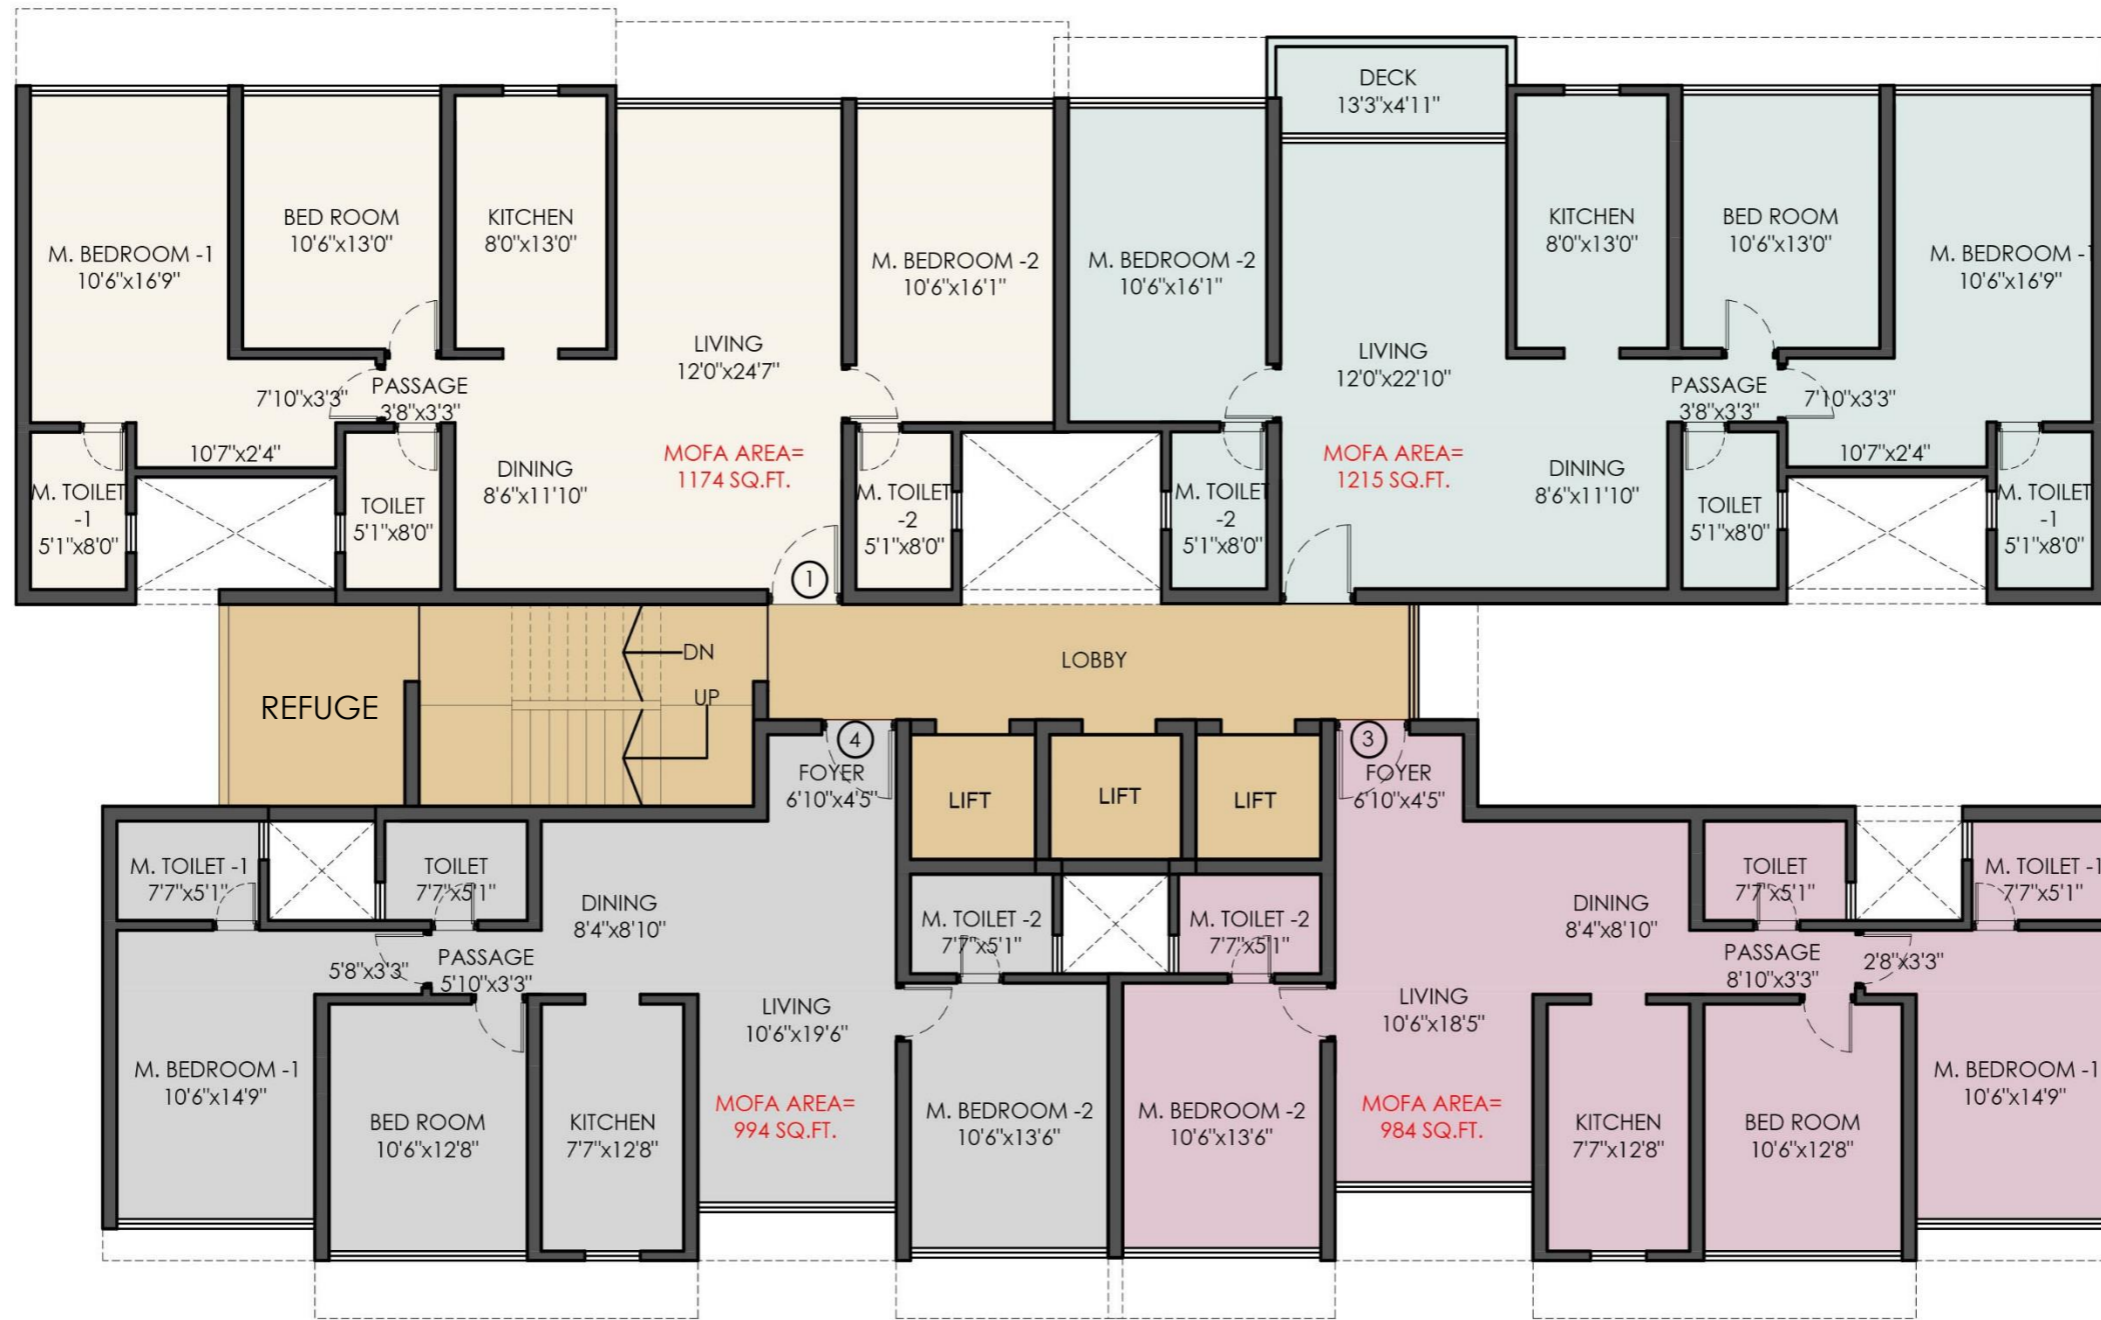 DECK
13'3"x4'11"
BED ROOM
10'6"x13'0"
KITCHEN
8'0"x13'0"
M. BEDROOM -1
10'6"x16'9"
M. BEDROOM -2
10'6"x16'1"
M. BEDROOM -2
10'6"x16'1"
KITCHEN
8'0"x13'0"
BED ROOM
10'6"x13'0"
M. BEDROOM -1
10'6"x16'9"
LIVING
12'0"x24'7"
LIVING
12'0"x22'10"
7'10"x3'3"
PASSAGE
3'8"x3'3"
PASSAGE
3'8"x3'3"
7'10"x3'3"
10'7"x2'4"
MOFA AREA=
1174 SQ.FT.
MOFA AREA=
1215 SQ.FT.
10'7"x2'4"
DINING
8'6"x11'10"
DINING
8'6"x11'10"
M. TOILET
-1
5'1"x8'0"
TOILET
5'1"x8'0"
M. TOILET
-2
5'1"x8'0"
M. TOILET
-2
5'1"x8'0"
TOILET
5'1"x8'0"
M. TOILET
-1
5'1"x8'0"
1
DN
UP
LOBBY
REFUGE
4
3
FOYER
6'10"x4'5"
LIFT
LIFT
LIFT
FOYER
6'10"x4'5"
M. TOILET -1
7'7"x5'1"
TOILET
7'7"x5'1"
DINING
8'4"x8'10"
M. TOILET -2
7'7"x5'1"
M. TOILET -2
7'7"x5'1"
DINING
8'4"x8'10"
TOILET
7'7"x5'1"
M. TOILET -1
7'7"x5'1"
5'8"x3'3"
PASSAGE
5'10"x3'3"
PASSAGE
8'10"x3'3"
2'8"x3'3"
LIVING
10'6"x19'6"
LIVING
10'6"x18'5"
M. BEDROOM -1
10'6"x14'9"
M. BEDROOM -1
10'6"x14'9"
BED ROOM
10'6"x12'8"
KITCHEN
7'7"x12'8"
MOFA AREA=
994 SQ.FT.
M. BEDROOM -2
10'6"x13'6"
M. BEDROOM -2
10'6"x13'6"
MOFA AREA=
984 SQ.FT.
KITCHEN
7'7"x12'8"
BED ROOM
10'6"x12'8"